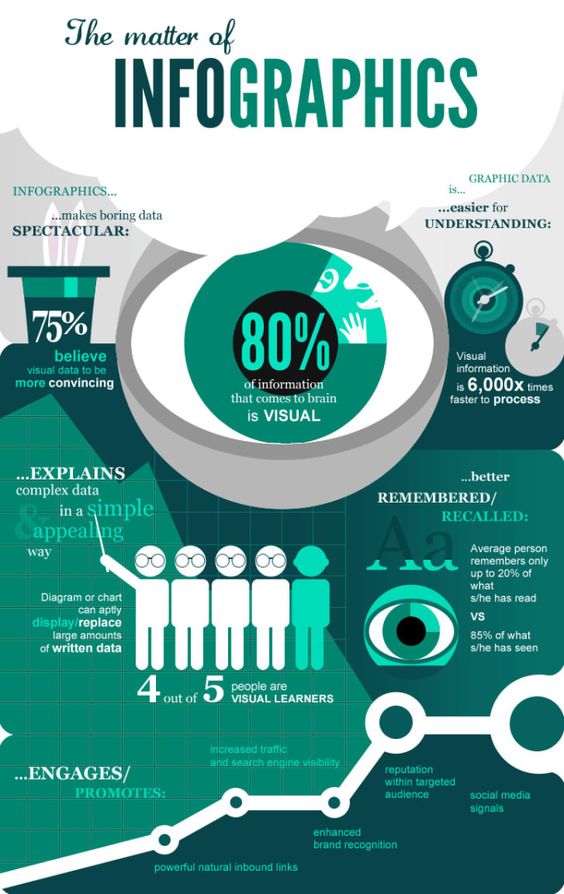 The matter of
INFOGRAPHICS
INFOGRAPHICS...
...makes boring data
SPECTACULAR:
75%
believe
visual data to be
more convincing
GRAPHIC DATA
is...
...easier for
UNDERSTANDING:
Visual
information
is 6,000x times
faster to process
80%
of information
that comes to brain
is VISUAL
...EXPLAINS
complex data
in a simple
& appealing
way
Diagram or chart
can aptly
display/replace
large amounts
of written data
4 out of 5 people are
VISUAL LEARNERS
...better
REMEMBERED/
RECALLED:
Aa
Average person
remembers only
up to 20% of
what
s/he has read
VS
85% of what
s/he has seen
...ENGAGES/
PROMOTES:
powerful natural inbound links
increased traffic
and search engine visibility
enhanced
brand recognition
reputation
within targeted
audience
social media
signals